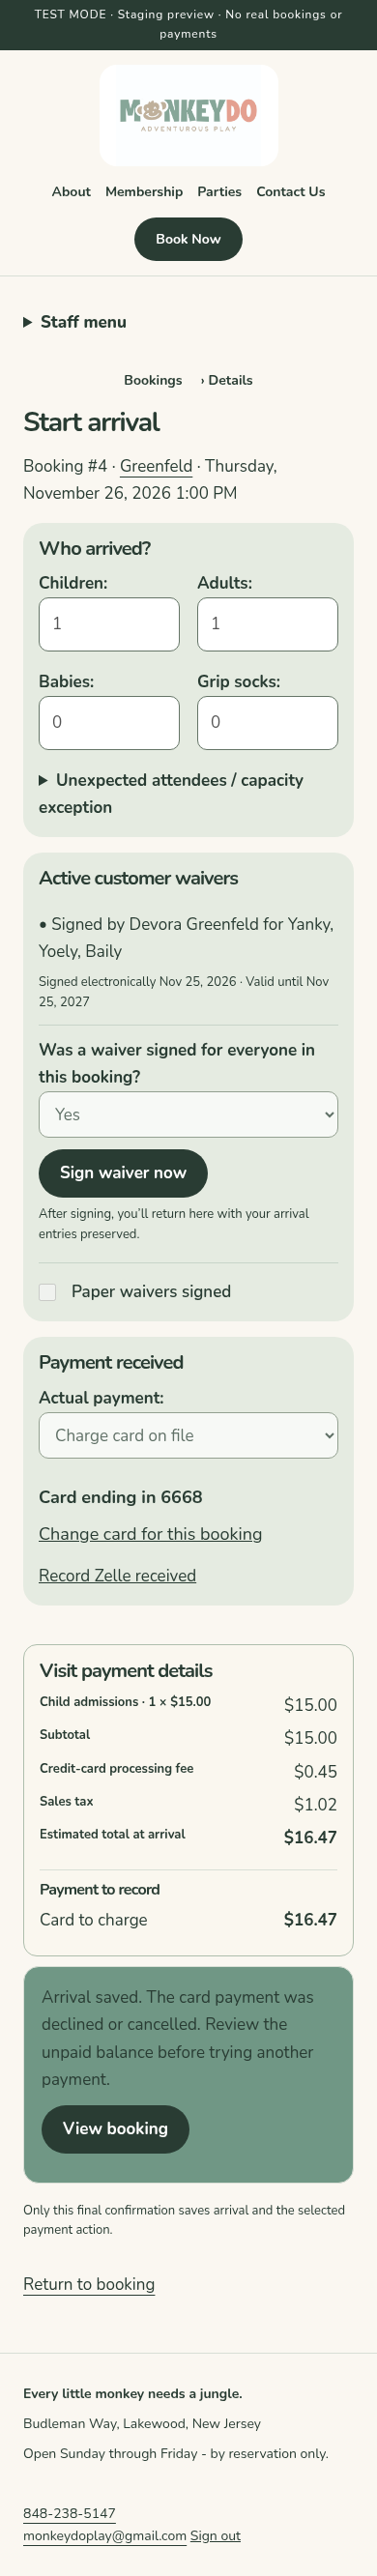 TEST MODE · Staging preview · No real bookings or
payments
MONKEYDO
ADVENTUROUS PLAY
About Membership Parties Contact Us
Book Now
▶ Staff menu
Bookings › Details
Start arrival
Booking #4 · Greenfeld · Thursday,
November 26, 2026 1:00 PM
Who arrived?
Children: Adults:
1 1
Babies: Grip socks:
0 0
▶ Unexpected attendees / capacity
exception
Active customer waivers
• Signed by Devora Greenfeld for Yanky,
Yoely, Baily
Signed electronically Nov 25, 2026 · Valid until Nov
25, 2027
Was a waiver signed for everyone in
this booking?
Yes
Sign waiver now
After signing, you’ll return here with your arrival
entries preserved.
Paper waivers signed
Payment received
Actual payment:
Charge card on file
Card ending in 6668
Change card for this booking
Record Zelle received
Visit payment details
Child admissions · 1 × $15.00 $15.00
Subtotal $15.00
Credit-card processing fee $0.45
Sales tax $1.02
Estimated total at arrival $16.47
Payment to record
Card to charge $16.47
Arrival saved. The card payment was
declined or cancelled. Review the
unpaid balance before trying another
payment.
View booking
Only this final confirmation saves arrival and the selected
payment action.
Return to booking
Every little monkey needs a jungle.
Budleman Way, Lakewood, New Jersey
Open Sunday through Friday - by reservation only.
848-238-5147
monkeydoplay@gmail.com Sign out